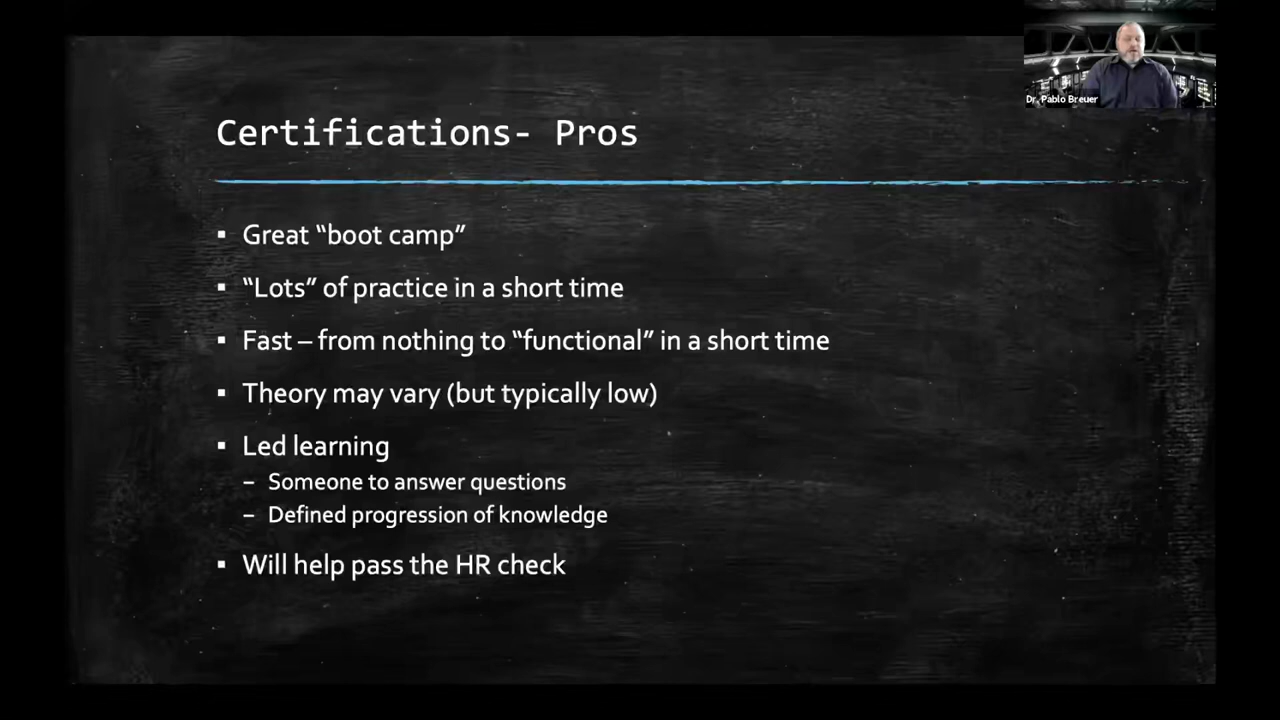 Dr. Pablo Breuer
Certifications- Pros
▪ Great “boot camp”
▪ “Lots” of practice in a short time
▪ Fast – from nothing to “functional” in a short time
▪ Theory may vary (but typically low)
▪ Led learning
– Someone to answer questions
– Defined progression of knowledge
▪ Will help pass the HR check